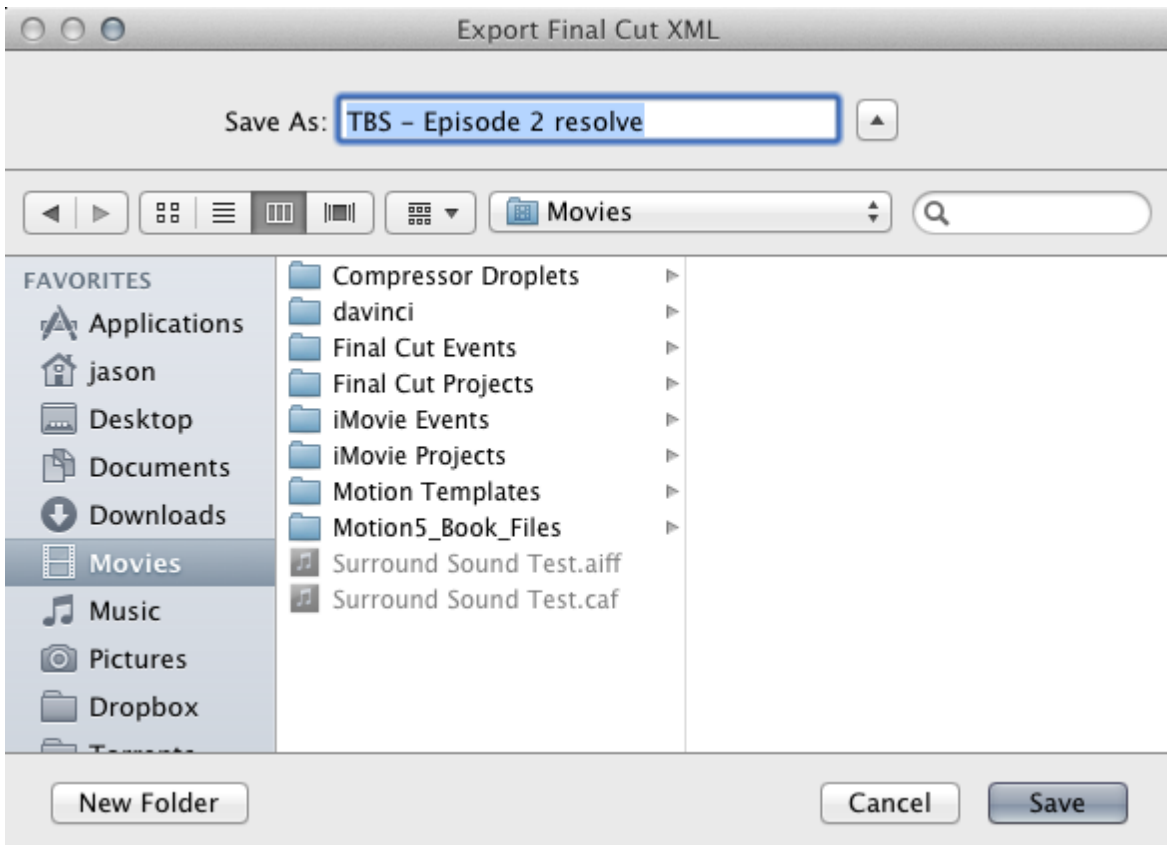 Export Final Cut XML
Save As: TBS – Episode 2 resolve
Movies
FAVORITES
Applications
jason
Desktop
Documents
Downloads
Movies
Music
Pictures
Dropbox
Compressor Droplets
davinci
Final Cut Events
Final Cut Projects
iMovie Events
iMovie Projects
Motion Templates
Motion5_Book_Files
Surround Sound Test.aiff
Surround Sound Test.caf
New Folder
Cancel
Save